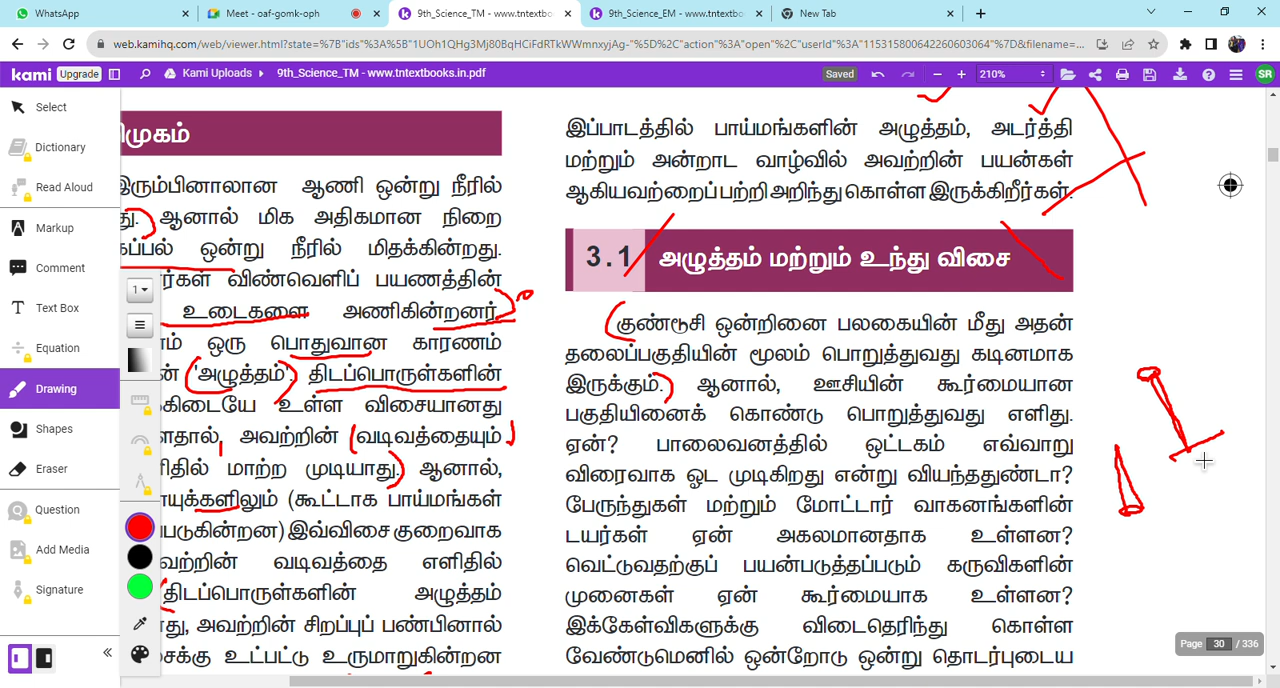 WhatsApp
Meet - oaf-gomk-oph
9th_Science_TM - www.tntextbo
9th_Science_EM - www.tntextbo
New Tab
web.kamihq.com/web/viewer.html?state=%7B"ids"%3A%5B"1UOh1QHg3Mj80BqHCiFdRTkWWmnxyjAg-"%5D%2C"action"%3A"open"%2C"userId"%3A"115315800642260603064"%7D&filename=...
kami Upgrade
Kami Uploads
9th_Science_TM - www.tntextbooks.in.pdf
Saved
210%
SR
Select
Dictionary
Read Aloud
Markup
Comment
Text Box
Equation
Drawing
Shapes
Eraser
Question
Add Media
Signature
1
ிமுகம்
இரும்பினாலான ஆணி ஒன்று நீரில்
து. ஆனால் மிக அதிகமான நிறை
கப்பல் ஒன்று நீரில் மிதக்கின்றது.
ர்கள் விண்வெளிப் பயணத்தின்
உடைகளை அணிகின்றனர்.
ம் ஒரு பொதுவான காரணம்
ன் 'அழுத்தம்'. திடப்பொருள்களின்
க்கிடையே உள்ள விசையானது
ளதால், அவற்றின் வடிவத்தையும்
ளிதில் மாற்ற முடியாது. ஆனால்,
ாயுக்களிலும் (கூட்டாக பாய்மங்கள்
படுகின்றன) இவ்விசை குறைவாக
வற்றின் வடிவத்தை எளிதில்
திடப்பொருள்களின் அழுத்தம்
ாது, அவற்றின் சிறப்புப் பண்பினால்
சைக்கு உட்பட்டு உருமாறுகின்றன
இப்பாடத்தில் பாய்மங்களின் அழுத்தம், அடர்த்தி
மற்றும் அன்றாட வாழ்வில் அவற்றின் பயன்கள்
ஆகியவற்றைப் பற்றி அறிந்து கொள்ள இருக்கிறீர்கள்.
3.1 அழுத்தம் மற்றும் உந்து விசை
குண்டூசி ஒன்றினை பலகையின் மீது அதன்
தலைப்பகுதியின் மூலம் பொறுத்துவது கடினமாக
இருக்கும். ஆனால், ஊசியின் கூர்மையான
பகுதியினைக் கொண்டு பொறுத்துவது எளிது.
ஏன்? பாலைவனத்தில் ஒட்டகம் எவ்வாறு
விரைவாக ஓட முடிகிறது என்று வியந்ததுண்டா?
பேருந்துகள் மற்றும் மோட்டார் வாகனங்களின்
டயர்கள் ஏன் அகலமானதாக உள்ளன?
வெட்டுவதற்குப் பயன்படுத்தப்படும் கருவிகளின்
முனைகள் ஏன் கூர்மையாக உள்ளன?
இக்கேள்விகளுக்கு விடைதெரிந்து கொள்ள
வேண்டுமெனில் ஒன்றோடு ஒன்று தொடர்புடைய
Page 30 / 336